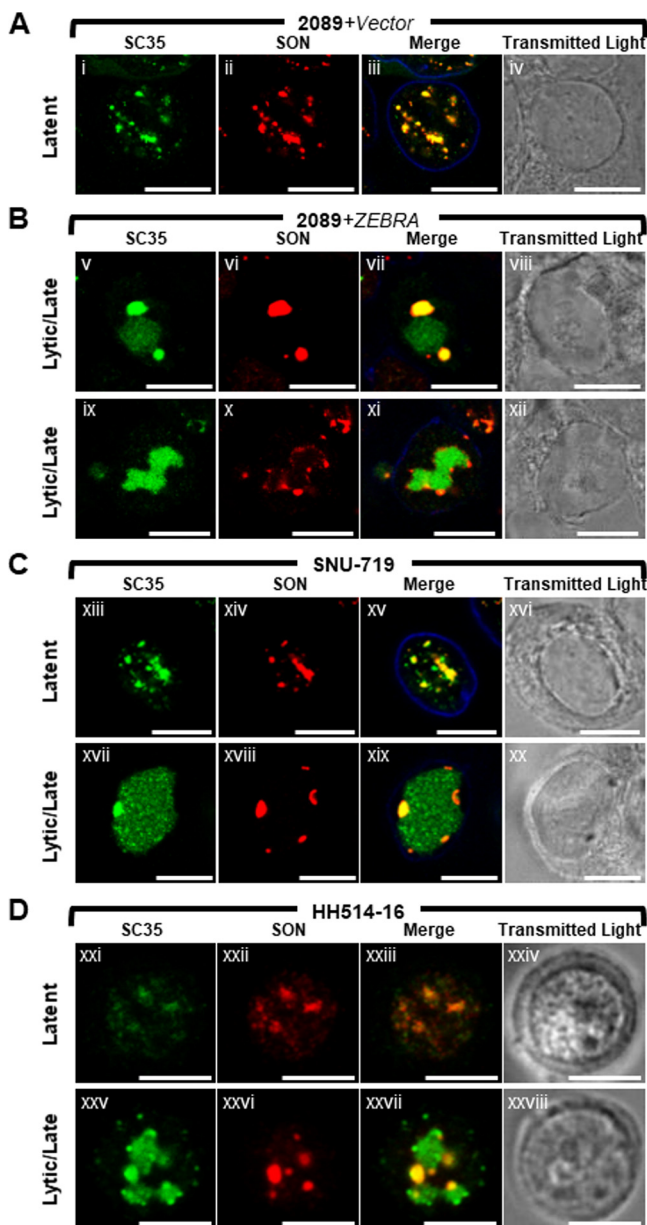 A
2089+Vector
SC35 SON Merge Transmitted Light
Latent
i ii iii iv
B
2089+ZEBRA
SC35 SON Merge Transmitted Light
Lytic/Late
v vi vii viii
Lytic/Late
ix x xi xii
C
SNU-719
SC35 SON Merge Transmitted Light
Latent
xiii xiv xv xvi
Lytic/Late
xvii xviii xix xx
D
HH514-16
SC35 SON Merge Transmitted Light
Latent
xxi xxii xxiii xxiv
Lytic/Late
xxv xxvi xxvii xxviii